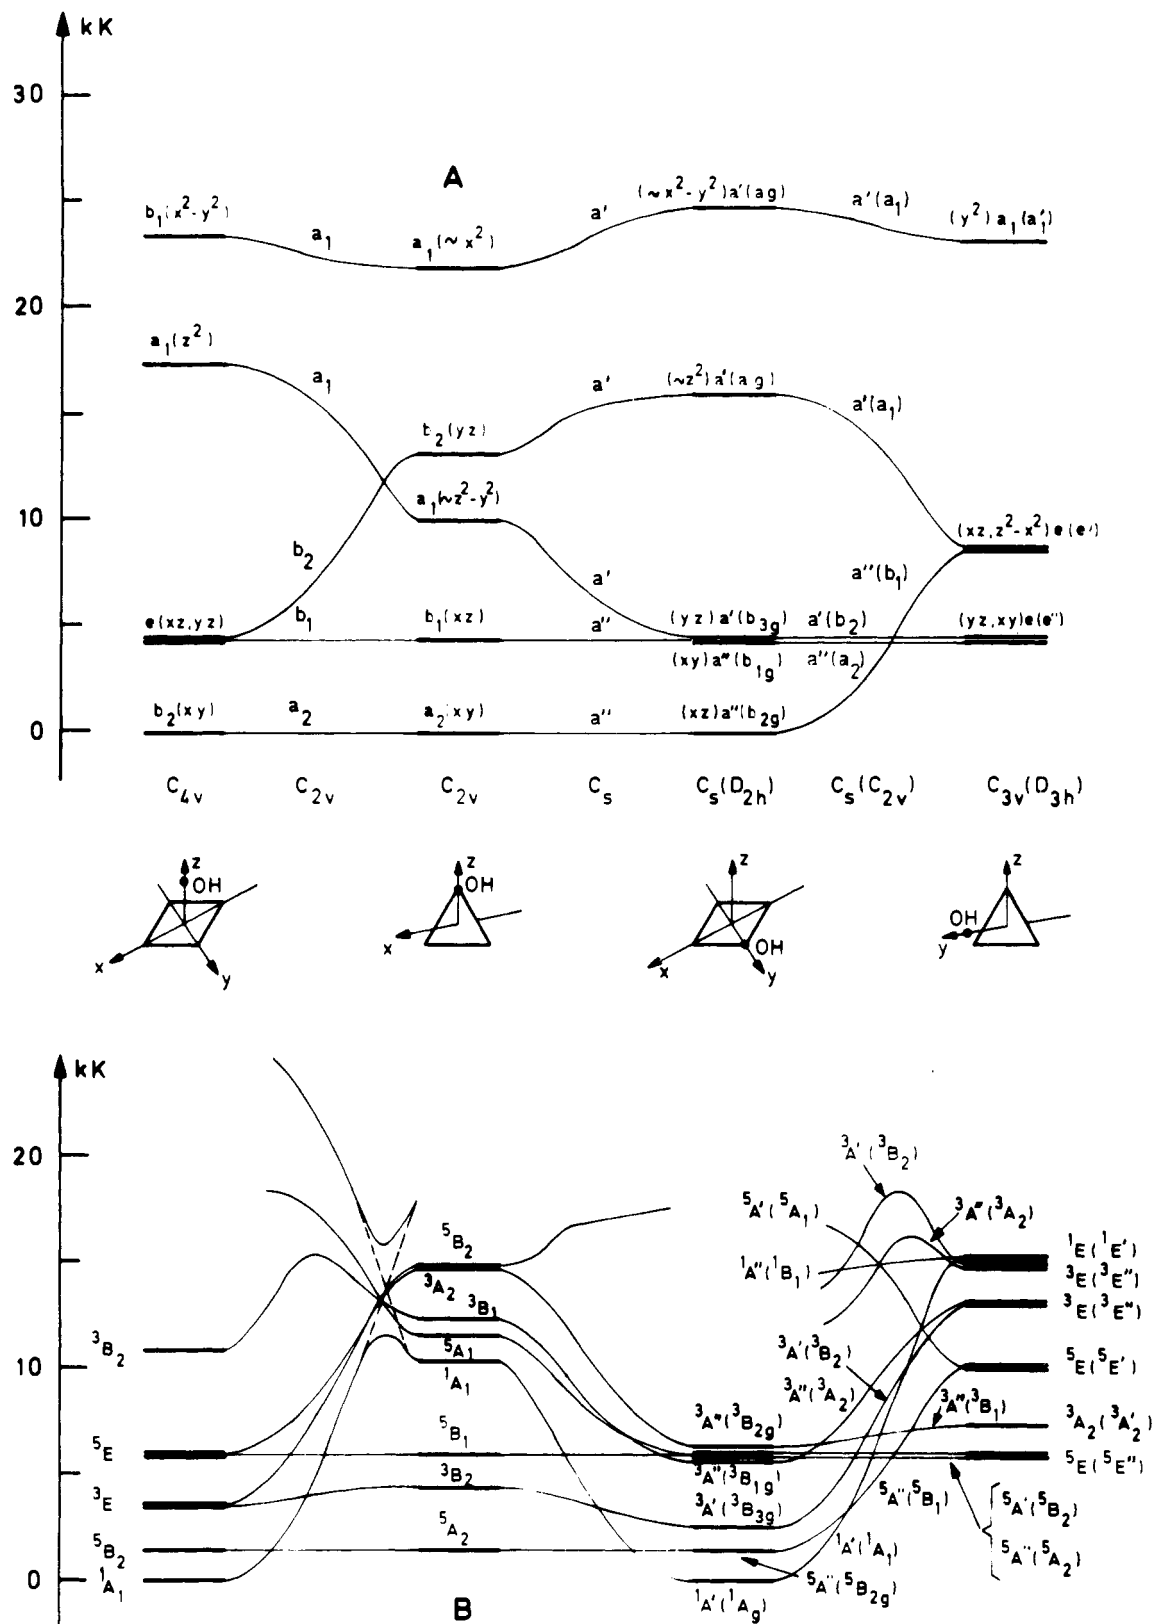 kK
30
A
(~x²-y²)a'(ag)
a'(a₁)
(y²)a₁(a₁')
b₁(x²-y²)
a₁
a₁(~x²)
a'
20
a₁(z²)
a₁
a'
(~z²)a'(ag)
a'(a₁)
b₂(yz)
a₁(~z²-y²)
10
(xz,z²-x²)e(e')
b₂
a'
a''(b₁)
e(xz,yz)
b₁
b₁(xz)
a''
(yz)a'(b₃g)
a'(b₂)
(yz,xy)e(e'')
(xy)a''(b₁g)
a''(a₂)
b₂(xy)
a₂
a₂(xy)
a''
(xz)a''(b₂g)
0
C₄ᵥ
C₂ᵥ
C₂ᵥ
Cₛ
Cₛ(D₂h)
Cₛ(C₂ᵥ)
C₃ᵥ(D₃h)
z
OH
x
y
z
OH
x
z
OH
x
y
z
OH
y
kK
20
³A'(³B₂)
⁵A'(⁵A₁)
³A''(³A₂)
⁵B₂
¹A''(¹B₁)
¹E(¹E')
³A₂
³E(³E'')
³B₁
³E(³E'')
³B₂
⁵A₁
³A'(³B₂)
10
¹A₁
³A''(³A₂)
⁵E(⁵E')
³A''(³B₂g)
³A''(³B₁)
³A₂(³A₂')
⁵E
⁵B₁
⁵E(⁵E'')
³A''(³B₁g)
³E
³B₂
³A'(³B₃g)
⁵A''(⁵B₁)
⁵A'(⁵B₂)
⁵B₂
⁵A₂
¹A'(¹A₁)
⁵A''(⁵A₂)
0
¹A₁
⁵A''(⁵B₂g)
¹A'(¹Ag)
B